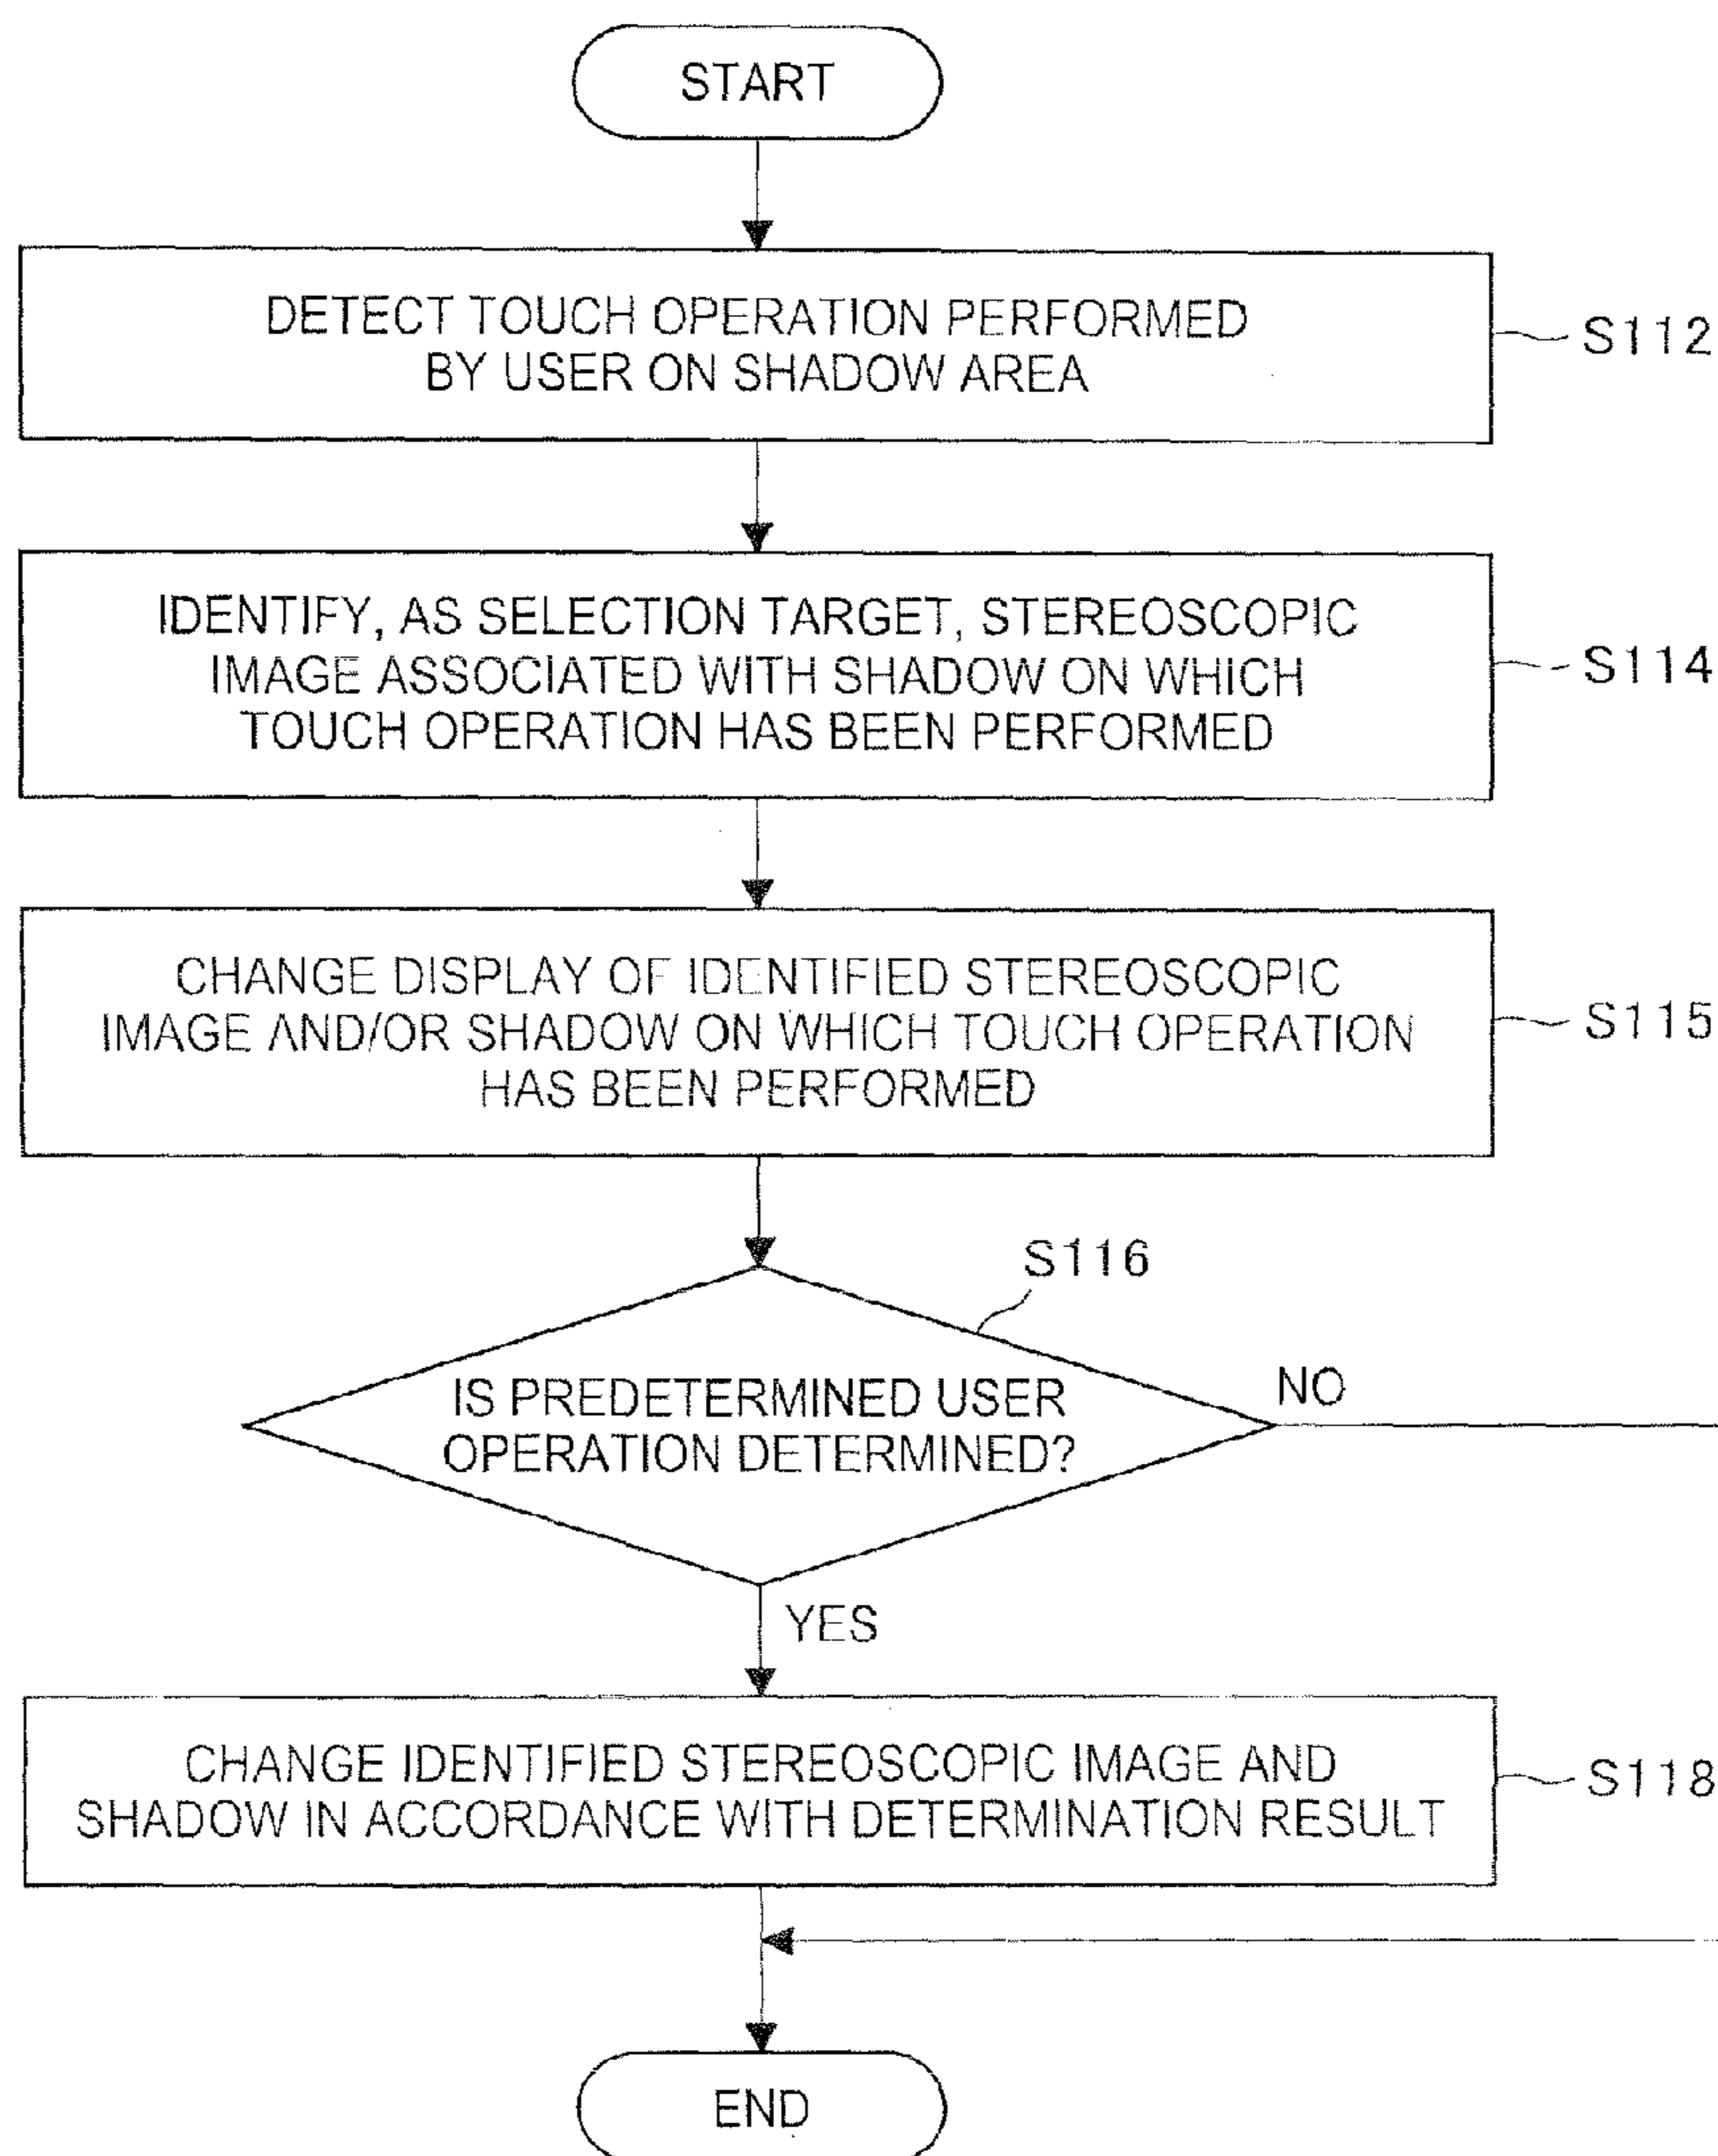 START
DETECT TOUCH OPERATION PERFORMED
BY USER ON SHADOW AREA
S112
IDENTIFY, AS SELECTION TARGET, STEREOSCOPIC
IMAGE ASSOCIATED WITH SHADOW ON WHICH
TOUCH OPERATION HAS BEEN PERFORMED
S114
CHANGE DISPLAY OF IDENTIFIED STEREOSCOPIC
IMAGE AND/OR SHADOW ON WHICH TOUCH OPERATION
HAS BEEN PERFORMED
S115
S116
IS PREDETERMINED USER
OPERATION DETERMINED?
NO
YES
CHANGE IDENTIFIED STEREOSCOPIC IMAGE AND
SHADOW IN ACCORDANCE WITH DETERMINATION RESULT
S118
END